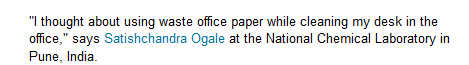 "I thought about using waste office paper while cleaning my desk in the
office," says Satishchandra Ogale at the National Chemical Laboratory in
Pune, India.